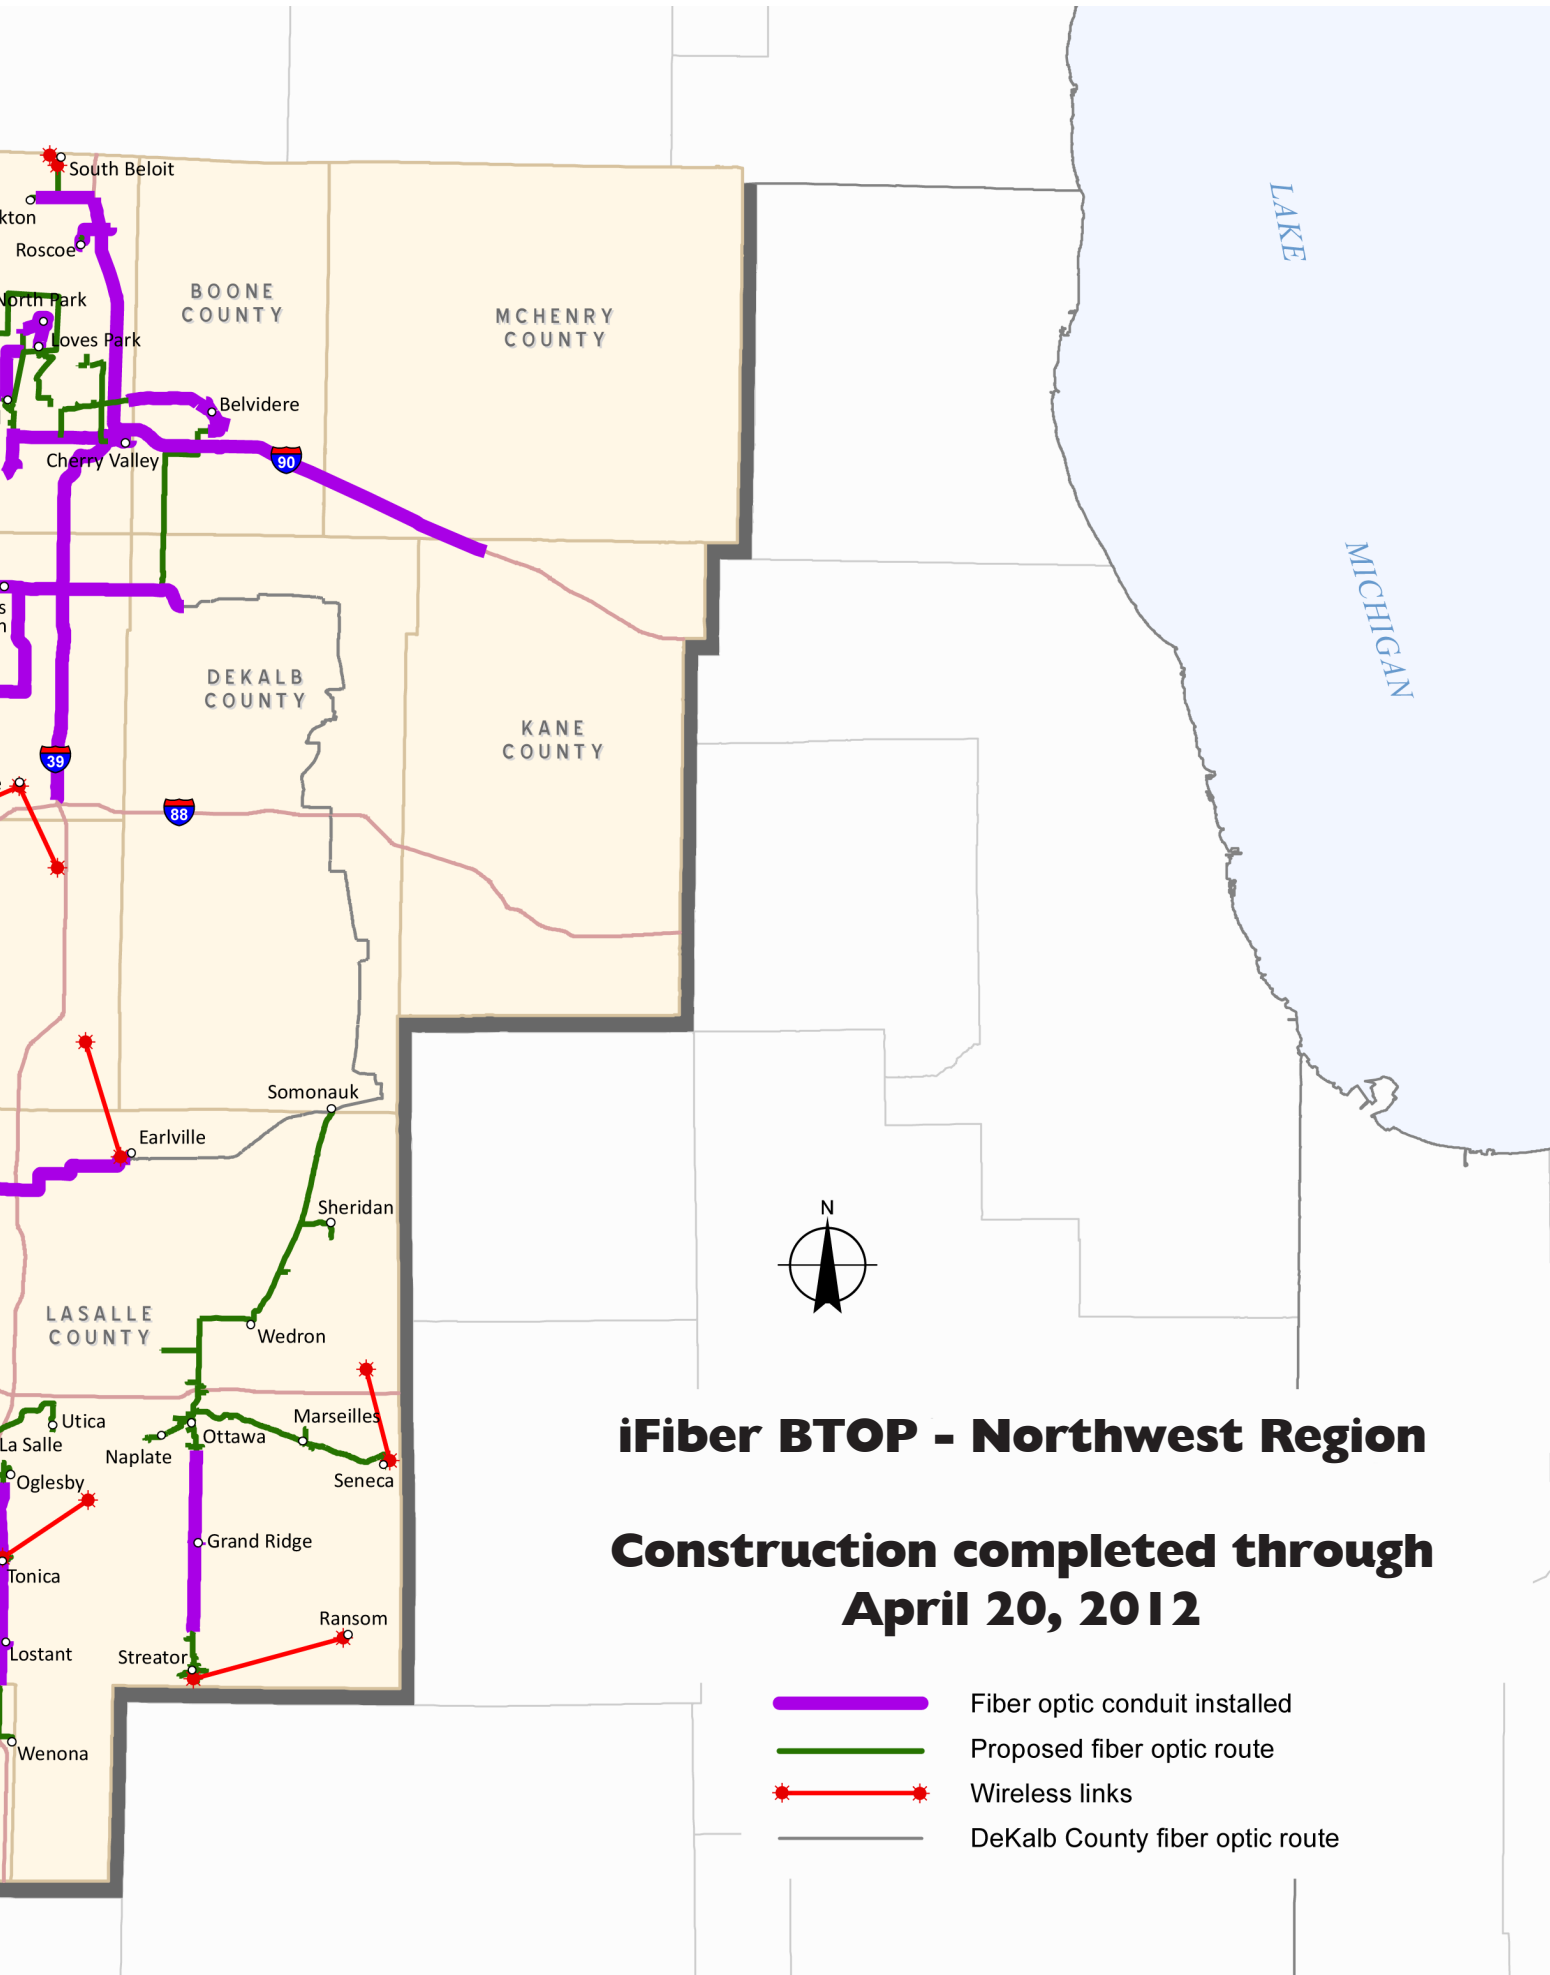 South Beloit
kton
Roscoe
North Park
Loves Park
BOONE
COUNTY
MCHENRY
COUNTY
LAKE
Belvidere
Cherry Valley
90
MICHIGAN
s
n
DEKALB
COUNTY
KANE
COUNTY
39
88
Somonauk
Earlville
Sheridan
N
LASALLE
COUNTY
Wedron
Utica
La Salle
Marseilles
Ottawa
Naplate
Oglesby
Seneca
Grand Ridge
Tonica
Ransom
Lostant
Streator
Wenona
iFiber BTOP - Northwest Region
Construction completed through
April 20, 2012
Fiber optic conduit installed
Proposed fiber optic route
Wireless links
DeKalb County fiber optic route